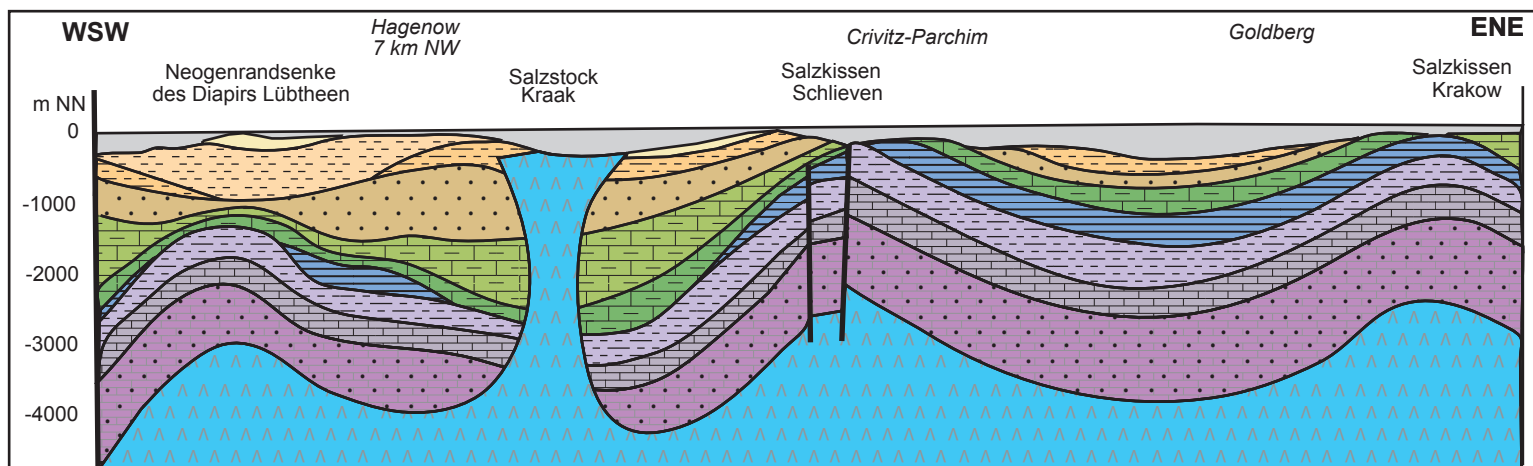 WSW
Hagenow
7 km NW
Crivitz-Parchim
Goldberg
ENE
Neogenrandsenke
des Diapirs Lübtheen
Salzstock
Kraak
Salzkissen
Schlieven
Salzkissen
Krakow
m NN
0
-1000
-2000
-3000
-4000